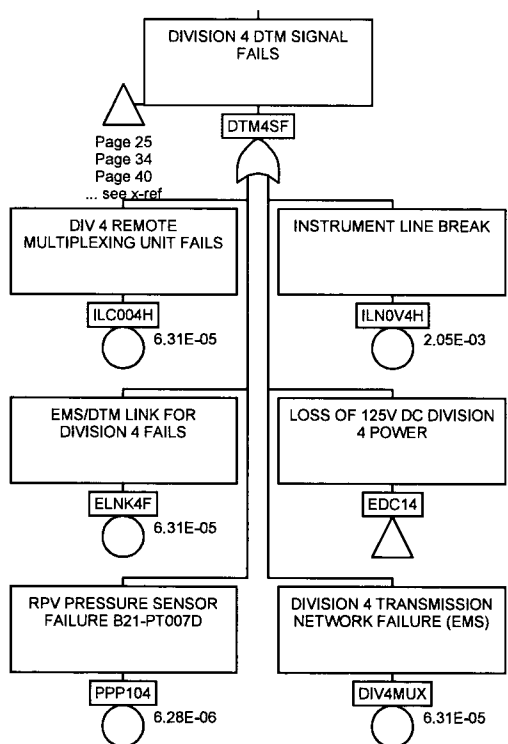 DIVISION 4 DTM SIGNAL
FAILS
DTM4SF
Page 25
Page 34
Page 40
... see x-ref
DIV 4 REMOTE
MULTIPLEXING UNIT FAILS
ILC004H
6.31E-05
INSTRUMENT LINE BREAK
ILN0V4H
2.05E-03
EMS/DTM LINK FOR
DIVISION 4 FAILS
ELNK4F
6.31E-05
LOSS OF 125V DC DIVISION
4 POWER
EDC14
RPV PRESSURE SENSOR
FAILURE B21-PT007D
PPP104
6.28E-06
DIVISION 4 TRANSMISSION
NETWORK FAILURE (EMS)
DIV4MUX
6.31E-05